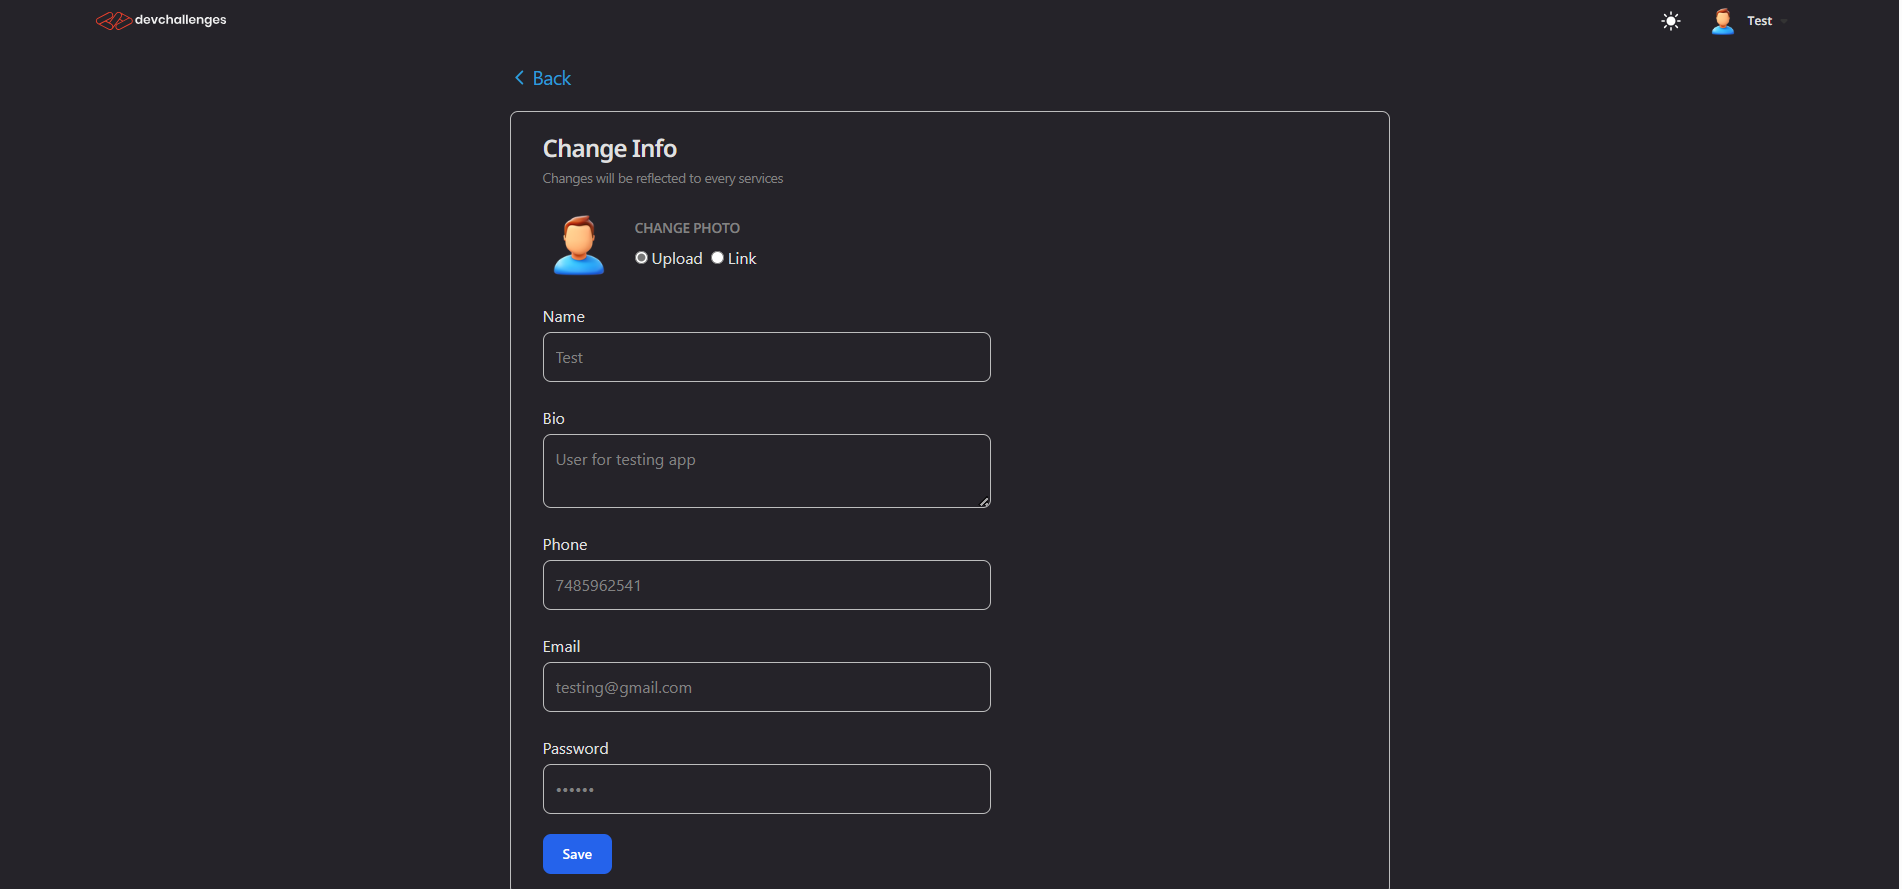 devchallenges
Test
Back
Change Info
Changes will be reflected to every services
CHANGE PHOTO
Upload Link
Name
Test
Bio
User for testing app
Phone
7485962541
Email
testing@gmail.com
Password
••••••
Save